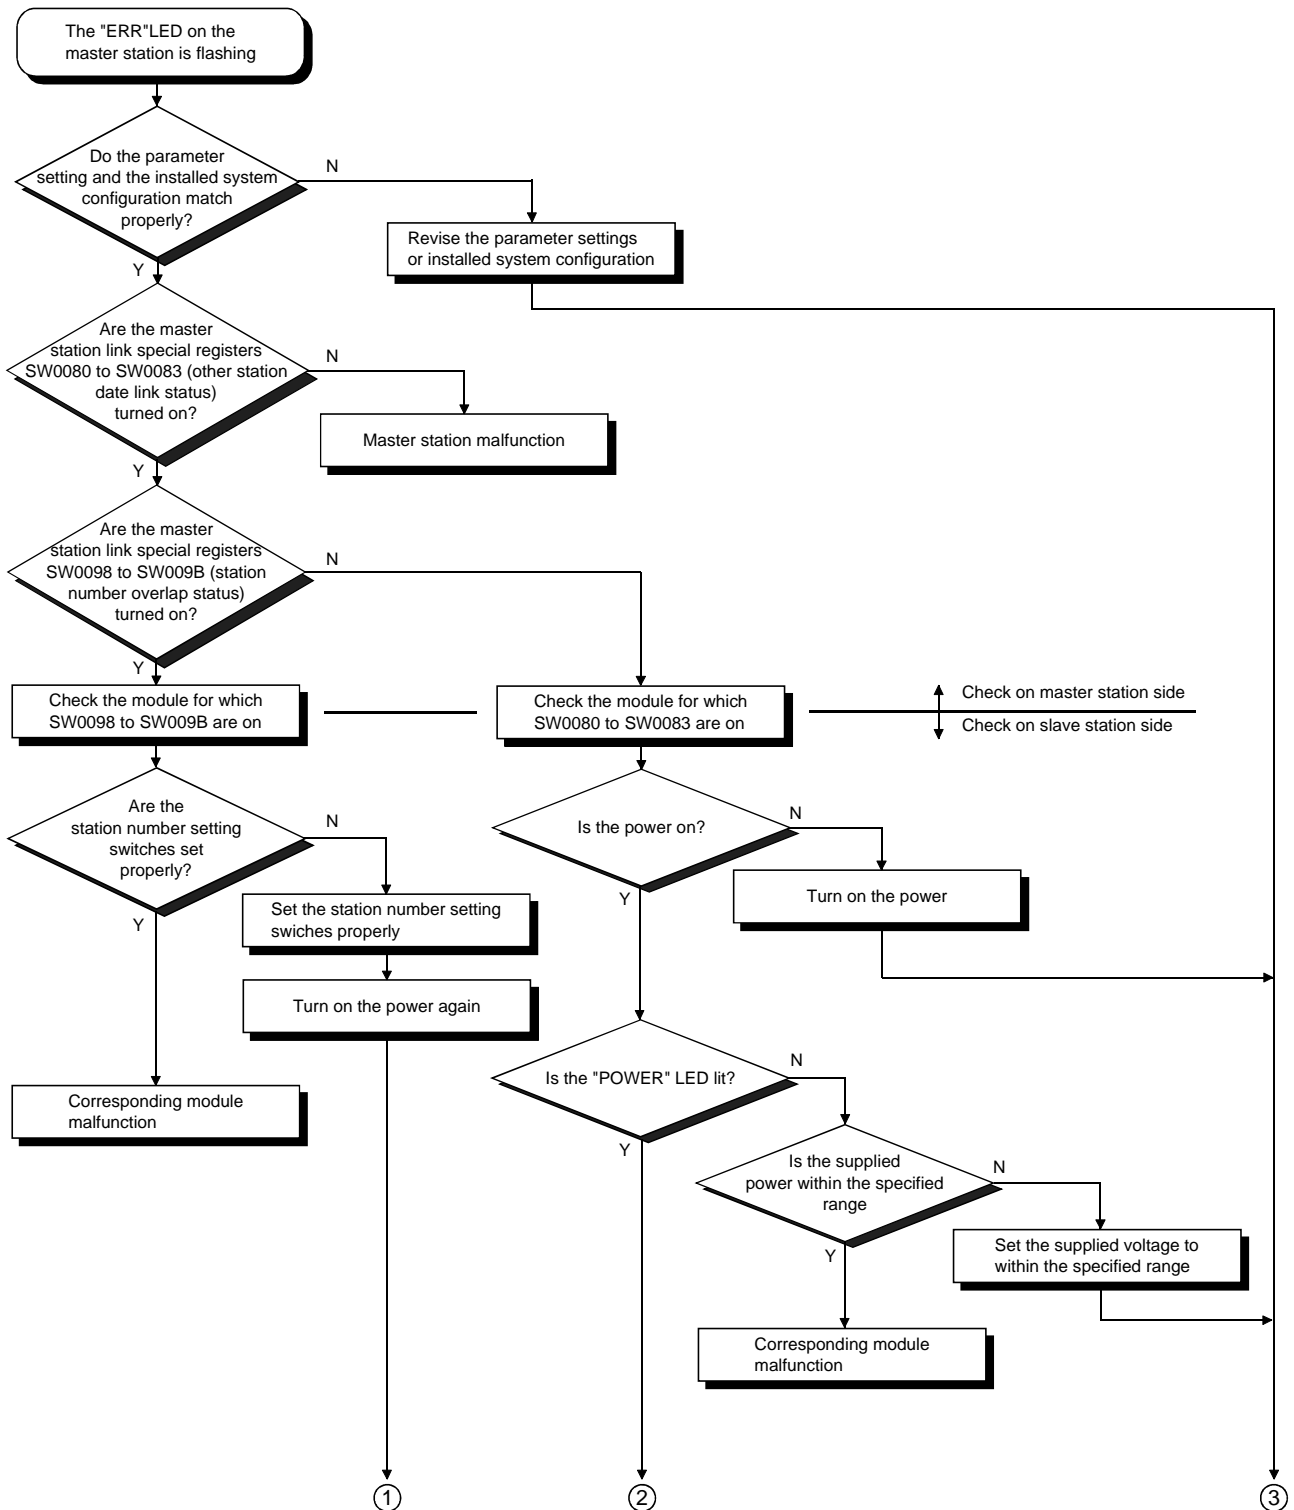 The "ERR"LED on the
master station is flashing
Do the parameter
setting and the installed system
configuration match
properly?
N
Y
Revise the parameter settings
or installed system configuration
Are the master
station link special registers
SW0080 to SW0083 (other station
date link status)
turned on?
N
Y
Master station malfunction
Are the master
station link special registers
SW0098 to SW009B (station
number overlap status)
turned on?
N
Y
Check the module for which
SW0098 to SW009B are on
Check the module for which
SW0080 to SW0083 are on
Check on master station side
Check on slave station side
Are the
station number setting
switches set
properly?
N
Y
Set the station number setting
swiches properly
Turn on the power again
Corresponding module
malfunction
Is the power on?
N
Y
Turn on the power
Is the "POWER" LED lit?
N
Y
Is the supplied
power within the specified
range
N
Y
Set the supplied voltage to
within the specified range
Corresponding module
malfunction
1
2
3